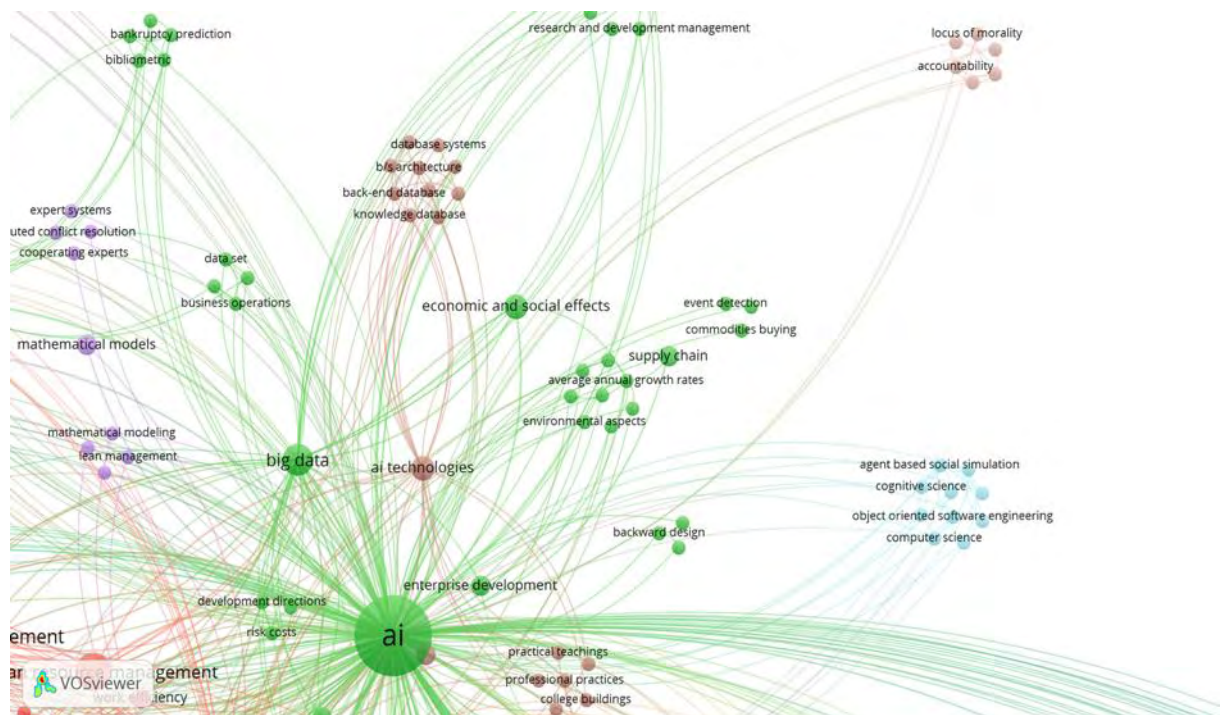 bankruptcy prediction
research and development management
locus of morality
bibliometric
accountability
database systems
b/s architecture
back-end database
knowledge database
expert systems
uted conflict resolution
cooperating experts
data set
business operations
economic and social effects
event detection
commodities buying
mathematical models
supply chain
average annual growth rates
environmental aspects
mathematical modeling
lean management
big data
ai technologies
agent based social simulation
cognitive science
object oriented software engineering
computer science
backward design
enterprise development
development directions
risk costs
ai
ement
practical teachings
resource management
professional practices
work efficiency
college buildings
VOSviewer